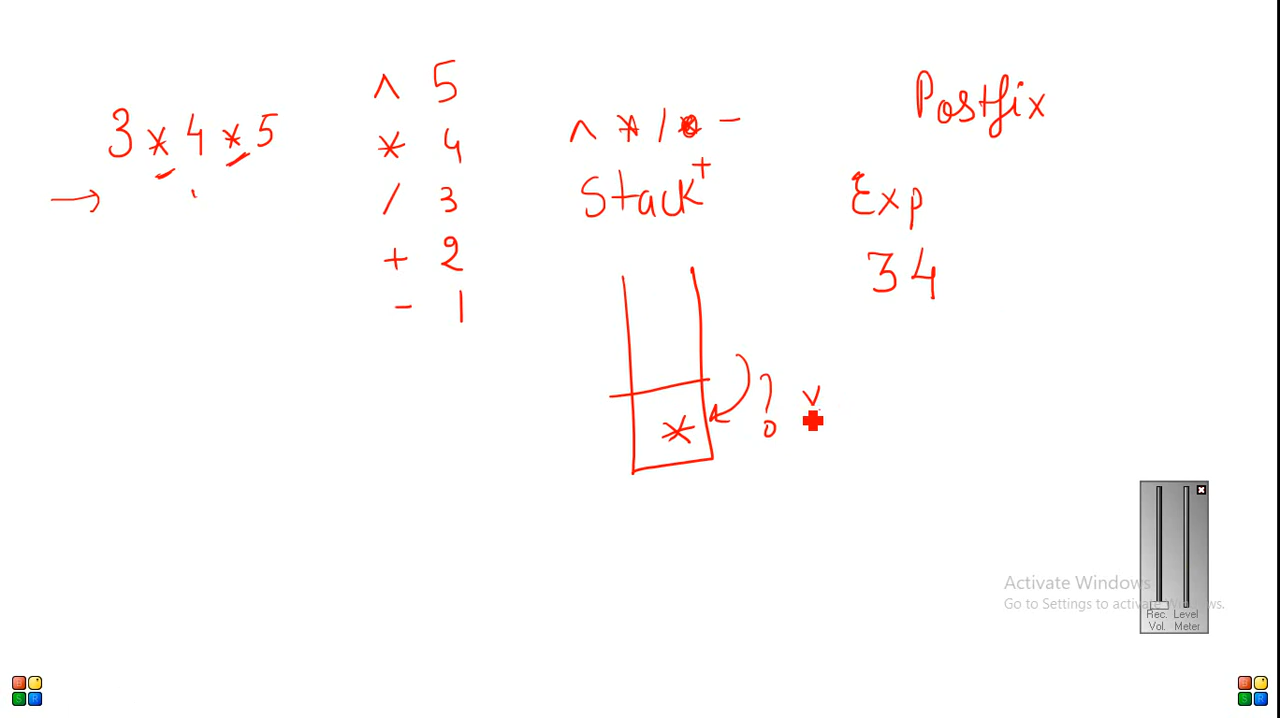 3 * 4 * 5
^ 5
* 4
/ 3
+ 2
- 1
^ * / -
+
Stack
*
?
Postfix
Exp
3 4
Activate Windows
Go to Settings to activate Windows.
Rec. Vol.
Level Meter